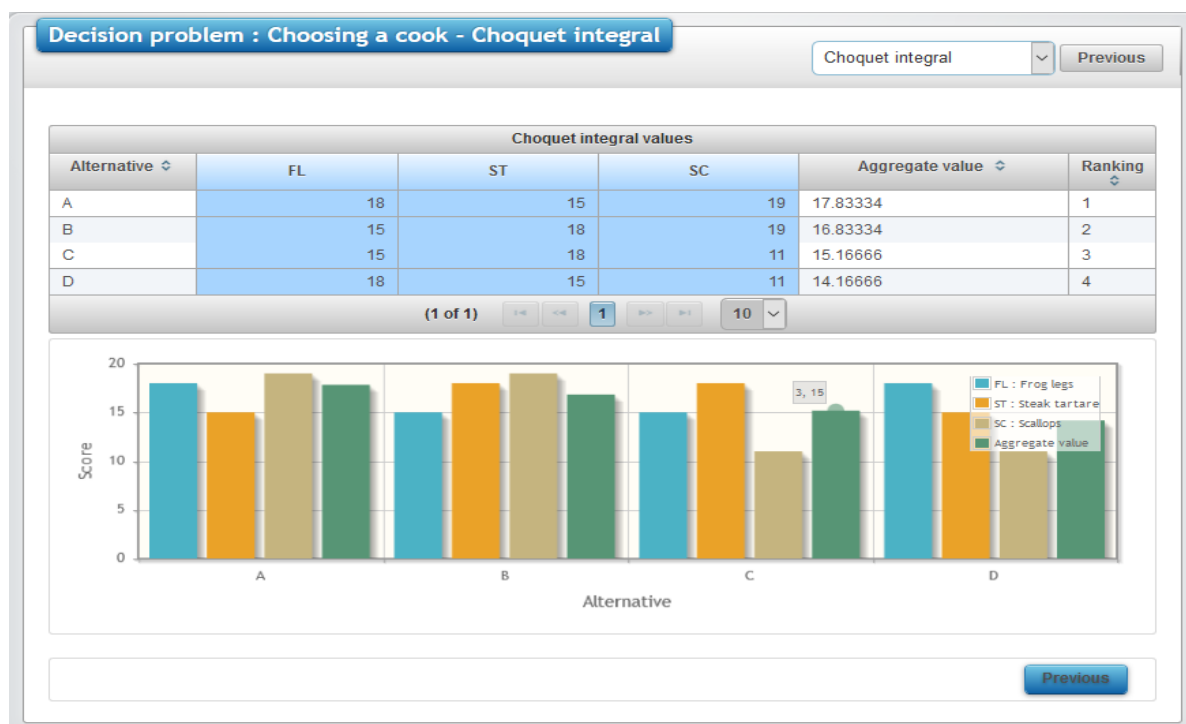 Decision problem : Choosing a cook - Choquet integral
Choquet integral Previous
Choquet integral values
Alternative FL ST SC Aggregate value Ranking
A 18 15 19 17.83334 1
B 15 18 19 16.83334 2
C 15 18 11 15.16666 3
D 18 15 11 14.16666 4
(1 of 1) 1 10
20
15
10
5
0
Score
3, 15
FL : Frog legs
ST : Steak tartare
SC : Scallops
Aggregate value
A B C D
Alternative
Previous